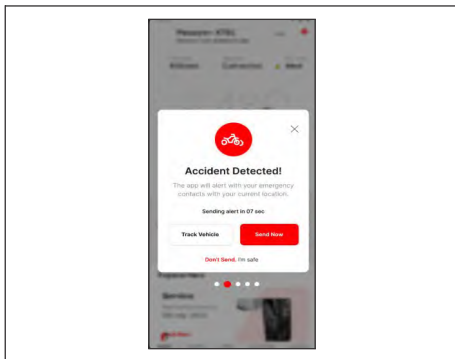 Accident Detected!
The app will alert with your emergency
contacts with your current location.
Sending alert in 07 sec
Track Vehicle
Send Now
Don't Send. I'm safe
Service